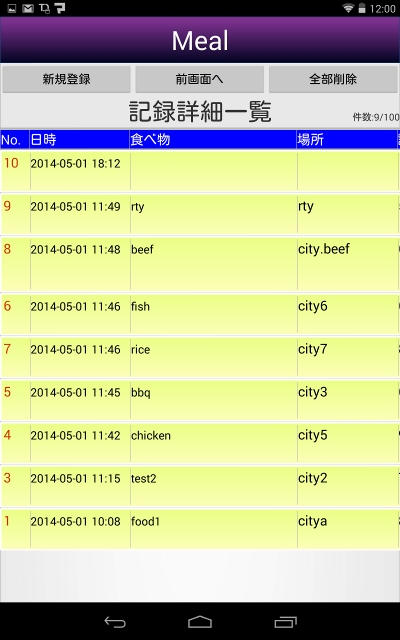 12:00
Meal
新規登録 前画面へ 全部削除
記録詳細一覧 件数:9/100
No. 日時 食べ物 場所
10 2014-05-01 18:12
9 2014-05-01 11:49 rty rty
8 2014-05-01 11:48 beef city.beef
6 2014-05-01 11:46 fish city6
7 2014-05-01 11:46 rice city7
5 2014-05-01 11:45 bbq city3
4 2014-05-01 11:42 chicken city5
3 2014-05-01 11:15 test2 city2
1 2014-05-01 10:08 food1 citya